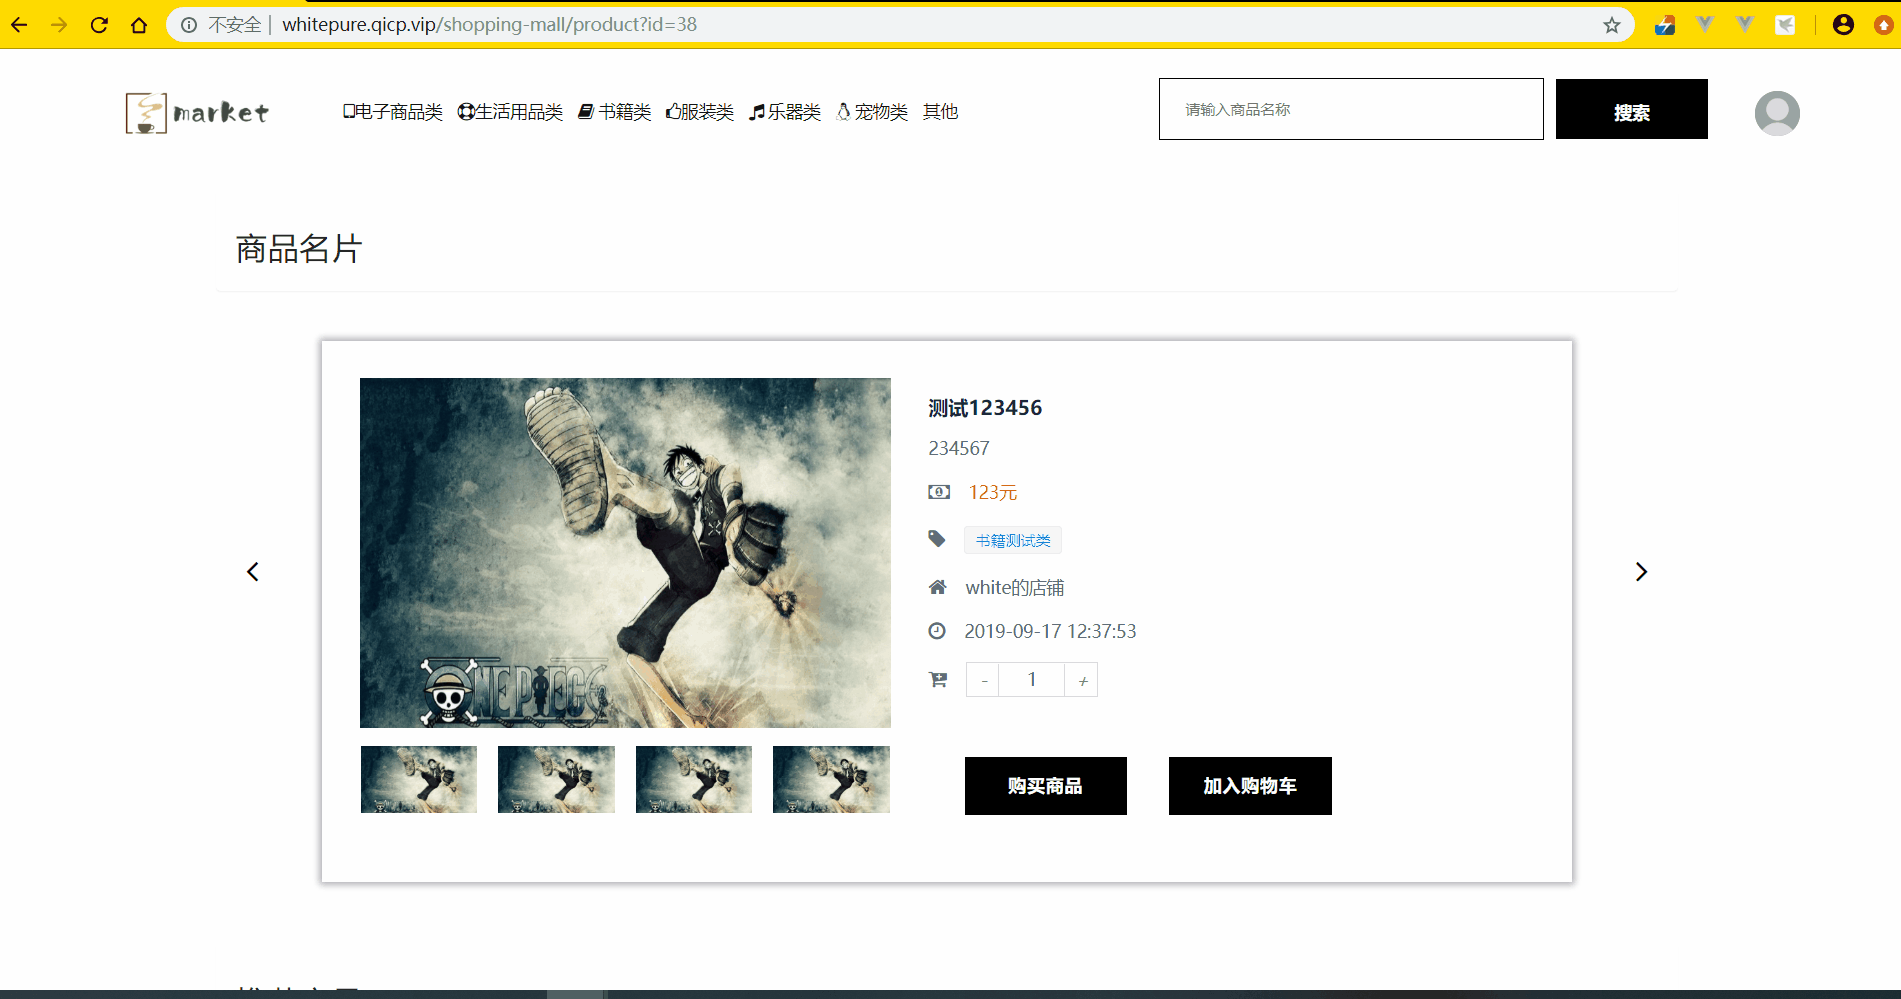 不安全 | whitepure.qicp.vip/shopping-mall/product?id=38
market
电子商品类 生活用品类 书籍类 服装类 乐器类 宠物类 其他
请输入商品名称
搜索
商品名片
测试123456
234567
123元
书籍测试类
white的店铺
2019-09-17 12:37:53
- 1 +
ONE PIECE
购买商品
加入购物车